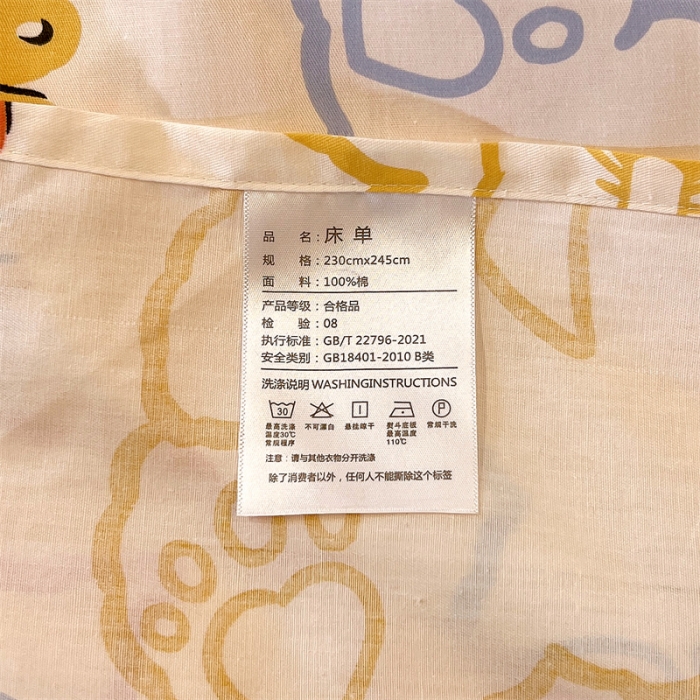 品 名：床 单
规 格：230cmx245cm
面 料：100%棉
产品等级：合格品
检 验：08
执行标准：GB/T 22796-2021
安全类别：GB18401-2010 B类
洗涤说明 WASHINGINSTRUCTIONS
30 P
最高洗涤温度30℃常规程序 不可漂白 悬挂晾干 熨斗底板最高温度110℃ 常规干洗
注意：请与其他衣物分开洗涤
除了消费者以外，任何人不能撕除这个标签